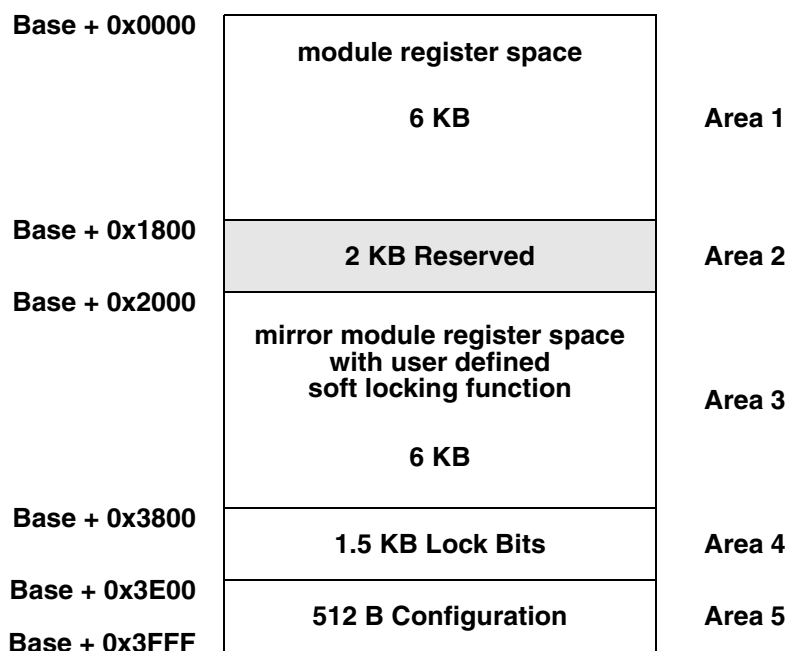 Base + 0x0000
module register space
6 KB
Area 1
Base + 0x1800
2 KB Reserved
Area 2
Base + 0x2000
mirror module register space
with user defined
soft locking function
Area 3
6 KB
Base + 0x3800
1.5 KB Lock Bits
Area 4
Base + 0x3E00
512 B Configuration
Area 5
Base + 0x3FFF